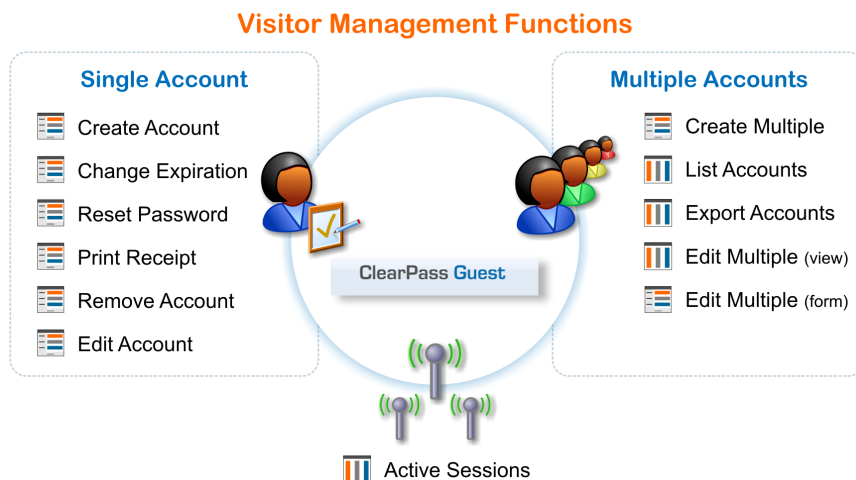 Visitor Management Functions
Single Account
Create Account
Change Expiration
Reset Password
Print Receipt
Remove Account
Edit Account
ClearPass Guest
Multiple Accounts
Create Multiple
List Accounts
Export Accounts
Edit Multiple (view)
Edit Multiple (form)
Active Sessions